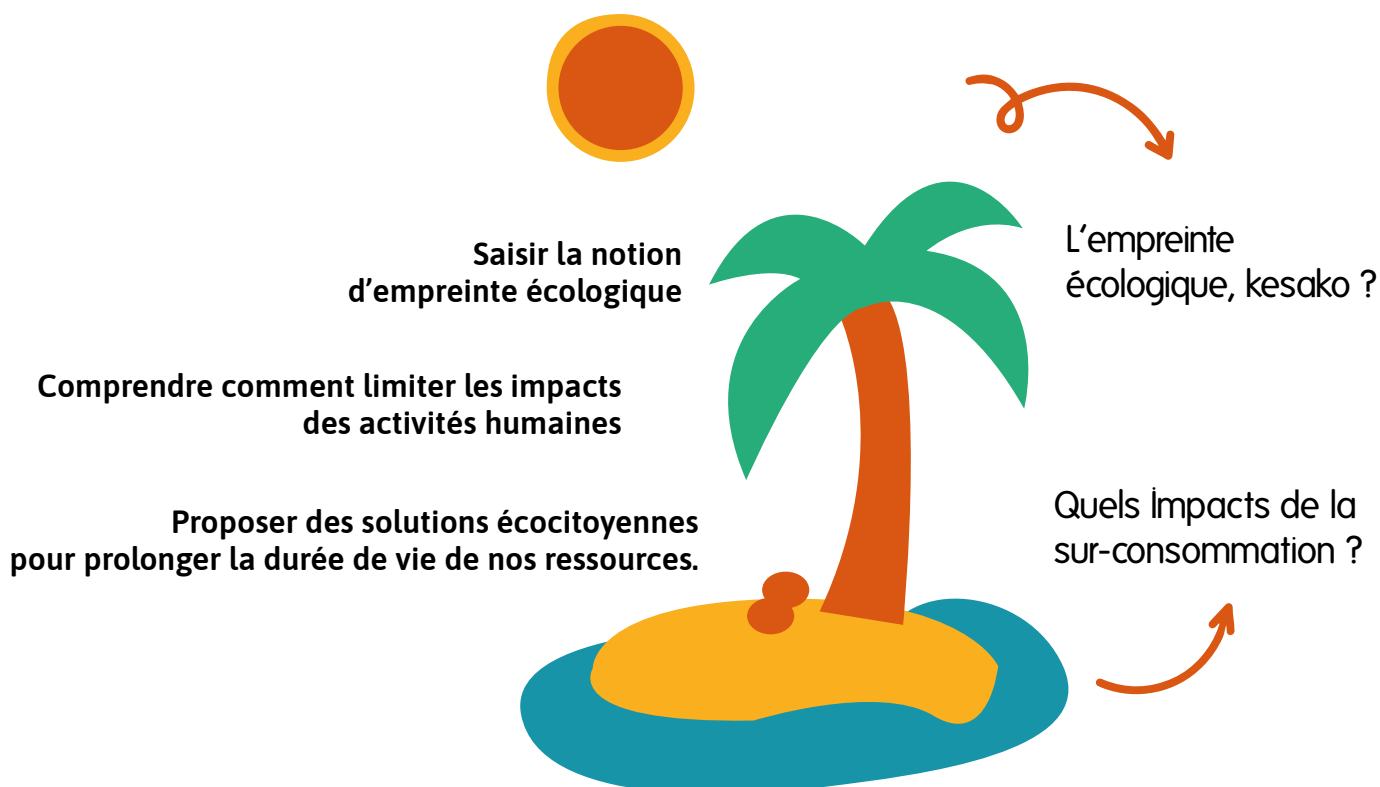 Saisir la notion
d'empreinte écologique
Comprendre comment limiter les impacts
des activités humaines
Proposer des solutions écocitoyennes
pour prolonger la durée de vie de nos ressources.
L'empreinte
écologique, kesako ?
Quels impacts de la
sur-consommation ?